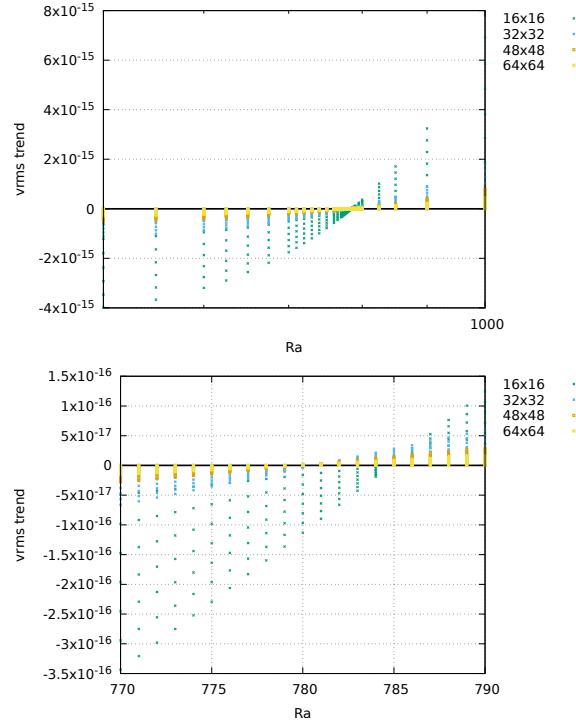 8x10-15
6x10-15
4x10-15
2x10-15
0
-2x10-15
-4x10-15
vrms trend
1000
Ra
16x16
32x32
48x48
64x64
1.5x10-16
1x10-16
5x10-17
0
-5x10-17
-1x10-16
-1.5x10-16
-2x10-16
-2.5x10-16
-3x10-16
-3.5x10-16
vrms trend
770
775
780
785
790
Ra
16x16
32x32
48x48
64x64